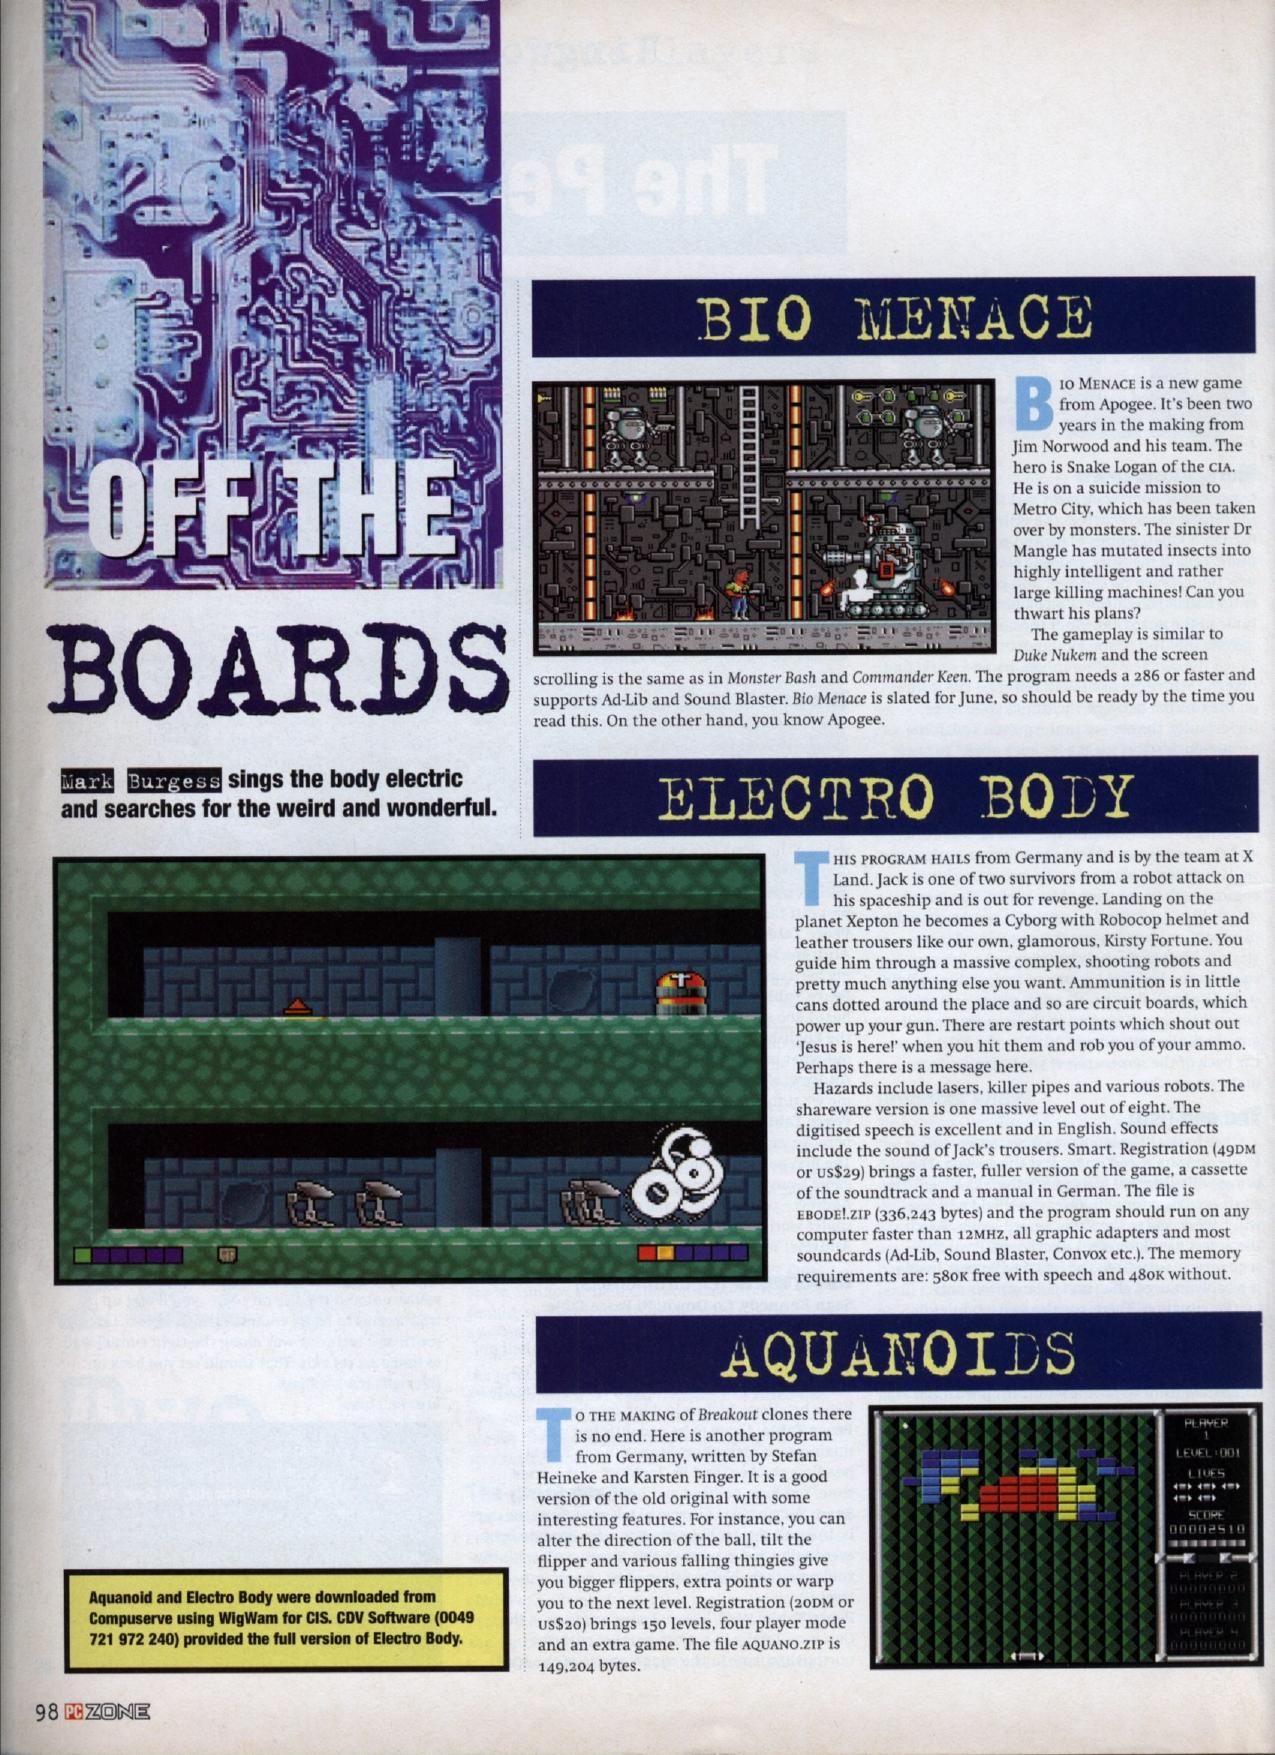 OFF THE
BOARDS
Mark Burgess sings the body electric
and searches for the weird and wonderful.
BIO MENACE
BIO MENACE is a new game
from Apogee. It's been two
years in the making from
Jim Norwood and his team. The
hero is Snake Logan of the CIA.
He is on a suicide mission to
Metro City, which has been taken
over by monsters. The sinister Dr
Mangle has mutated insects into
highly intelligent and rather
large killing machines! Can you
thwart his plans?
The gameplay is similar to
Duke Nukem and the screen
scrolling is the same as in Monster Bash and Commander Keen. The program needs a 286 or faster and
supports Ad-Lib and Sound Blaster. Bio Menace is slated for June, so should be ready by the time you
read this. On the other hand, you know Apogee.
ELECTRO BODY
THIS PROGRAM HAILS from Germany and is by the team at X
Land. Jack is one of two survivors from a robot attack on
his spaceship and is out for revenge. Landing on the
planet Xepton he becomes a Cyborg with Robocop helmet and
leather trousers like our own, glamorous, Kirsty Fortune. You
guide him through a massive complex, shooting robots and
pretty much anything else you want. Ammunition is in little
cans dotted around the place and so are circuit boards, which
power up your gun. There are restart points which shout out
'Jesus is here!' when you hit them and rob you of your ammo.
Perhaps there is a message here.
Hazards include lasers, killer pipes and various robots. The
shareware version is one massive level out of eight. The
digitised speech is excellent and in English. Sound effects
include the sound of Jack's trousers. Smart. Registration (49DM
or US$29) brings a faster, fuller version of the game, a cassette
of the soundtrack and a manual in German. The file is
EBODE!.ZIP (336,243 bytes) and the program should run on any
computer faster than 12MHZ, all graphic adapters and most
soundcards (Ad-Lib, Sound Blaster, Convox etc.). The memory
requirements are: 580K free with speech and 480K without.
AQUANOIDS
TO THE MAKING of Breakout clones there
is no end. Here is another program
from Germany, written by Stefan
Heineke and Karsten Finger. It is a good
version of the old original with some
interesting features. For instance, you can
alter the direction of the ball, tilt the
flipper and various falling thingies give
you bigger flippers, extra points or warp
you to the next level. Registration (20DM or
US$20) brings 150 levels, four player mode
and an extra game. The file AQUANO.ZIP is
149,204 bytes.
PLAYER
1
LEVEL:001
LIVES
SCORE
00002510
PLAYER 2
00000000
PLAYER 3
00000000
PLAYER 4
00000000
Aquanoid and Electro Body were downloaded from
Compuserve using WigWam for CIS. CDV Software (0049
721 972 240) provided the full version of Electro Body.
98 PC ZONE